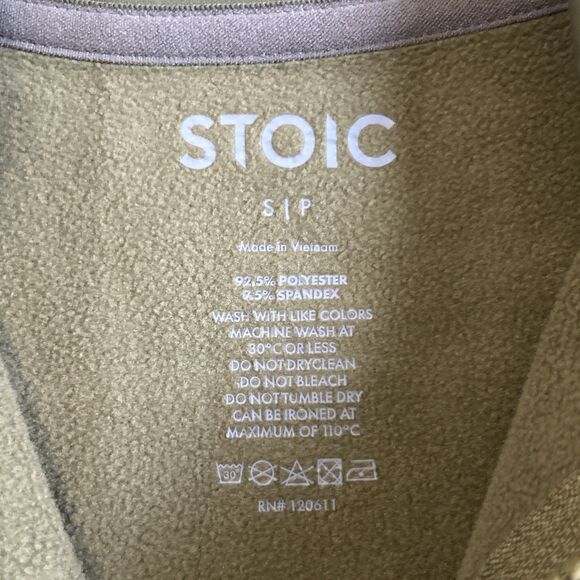 STOIC
S | P
Made in Vietnam
92.5% POLYESTER
7.5% SPANDEX
WASH WITH LIKE COLORS
MACHINE WASH AT
30°C OR LESS
DO NOT DRYCLEAN
DO NOT BLEACH
DO NOT TUMBLE DRY
CAN BE IRONED AT
MAXIMUM OF 110°C
30°
RN# 120611